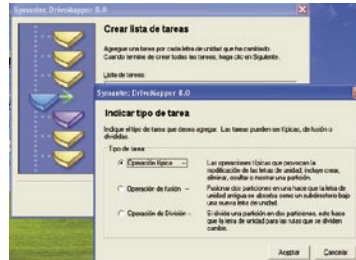 Symantec DriveMapper 8.0
Crear lista de tareas
Agregue una tarea por cada letra de unidad que ha cambiado.
Cuando termine de crear todas las tareas, haga clic en Siguiente.
Lista de tareas:
Symantec DriveMapper 8.0
Indicar tipo de tarea
Indique el tipo de tarea que desea agregar. Las tareas pueden ser típicas, de fusión o
divididas.
Tipo de tarea
Operación típica - Las operaciones típicas que provocan la
modificación de las letras de unidad, incluye crear,
eliminar, ocultar o mostrar una partición.
Operación de fusión - Fusionar dos particiones en una hace que la letra de
unidad antigua se absorba como un subdirectorio bajo
una nueva letra de unidad.
Operación de División - Si divide una partición en dos particiones, esto hace
que la letra de unidad para las rutas que se dividen
cambie.
Aceptar Cancelar